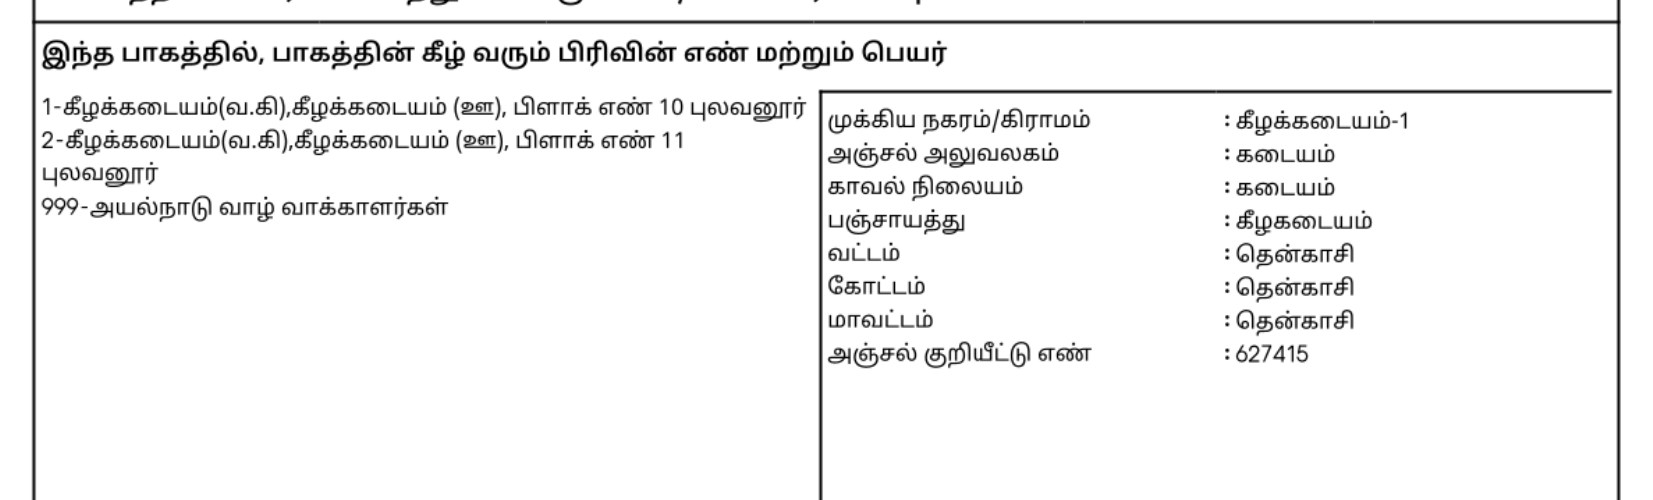 இந்த பாகத்தில், பாகத்தின் கீழ் வரும் பிரிவின் எண் மற்றும் பெயர்
1-கீழக்கடையம்(வ.கி),கீழக்கடையம் (ஊ), பிளாக் எண் 10 புலவனூர்
2-கீழக்கடையம்(வ.கி),கீழக்கடையம் (ஊ), பிளாக் எண் 11
புலவனூர்
999-அயல்நாடு வாழ் வாக்காளர்கள்
முக்கிய நகரம்/கிராமம் : கீழக்கடையம்-1
அஞ்சல் அலுவலகம் : கடையம்
காவல் நிலையம் : கடையம்
பஞ்சாயத்து : கீழகடையம்
வட்டம் : தென்காசி
கோட்டம் : தென்காசி
மாவட்டம் : தென்காசி
அஞ்சல் குறியீட்டு எண் : 627415